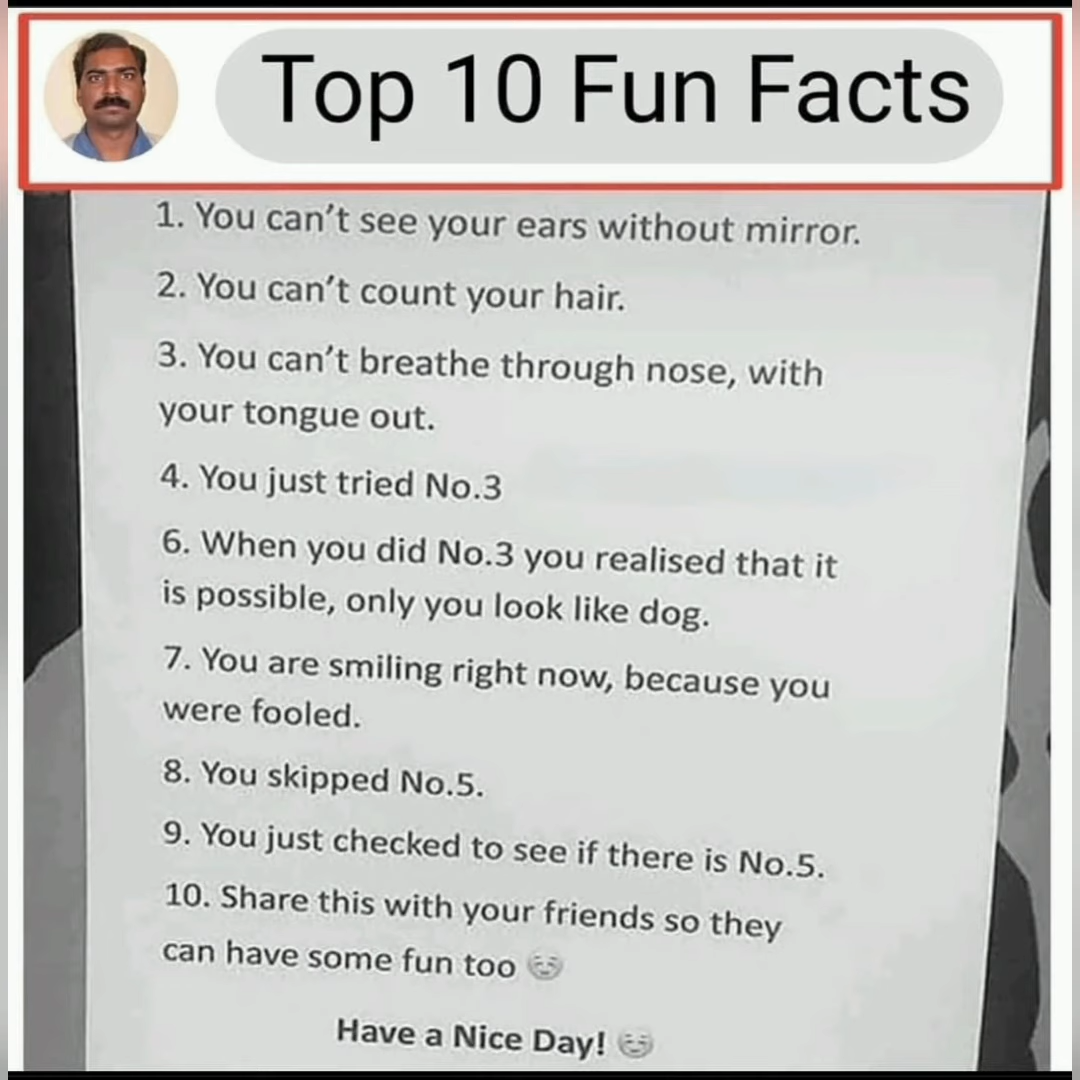 Top 10 Fun Facts
1. You can't see your ears without mirror.
2. You can't count your hair.
3. You can't breathe through nose, with
your tongue out.
4. You just tried No.3
6. When you did No.3 you realised that it
is possible, only you look like dog.
7. You are smiling right now, because you
were fooled.
8. You skipped No.5.
9. You just checked to see if there is No.5.
10. Share this with your friends so they
can have some fun too 😊
Have a Nice Day! 😊